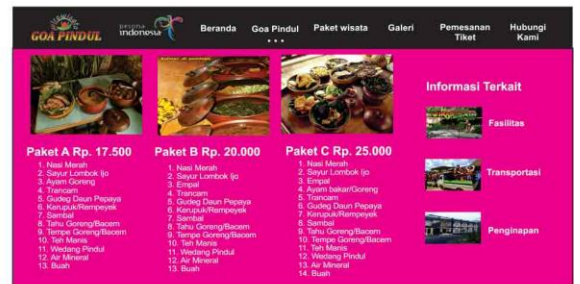 GOA PINDUL
pesona
indonesia
Beranda
Goa Pindul
Paket wisata
Galeri
Pemesanan
Tiket
Hubungi
Kami
Paket A Rp. 17.500
1. Nasi Merah
2. Sayur Lombok Ijo
3. Ayam Goreng
4. Trancam
5. Gudeg Daun Pepaya
6. Kerupuk/Rempeyek
7. Sambal
8. Tahu Goreng/Bacem
9. Tempe Goreng/Bacem
10. Teh Manis
11. Wedang Pindul
12. Air Mineral
13. Buah
Paket B Rp. 20.000
1. Nasi Merah
2. Sayur Lombok Ijo
3. Empal
4. Trancam
5. Gudeg Daun Pepaya
6. Kerupuk/Rempeyek
7. Sambal
8. Tahu Goreng/Bacem
9. Tempe Goreng/Bacem
10. Teh Manis
11. Wedang Pindul
12. Air Mineral
13. Buah
Paket C Rp. 25.000
1. Nasi Merah
2. Sayur Lombok Ijo
3. Empal
4. Ayam bakar/Goreng
5. Trancam
6. Gudeg Daun Pepaya
7. Kerupuk/Rempeyek
8. Sambal
9. Tahu Goreng/Bacem
10. Tempe Goreng/Bacem
11. Teh Manis
12. Wedang Pindul
13. Air Mineral
14. Buah
Informasi Terkait
Fasilitas
Transportasi
Penginapan